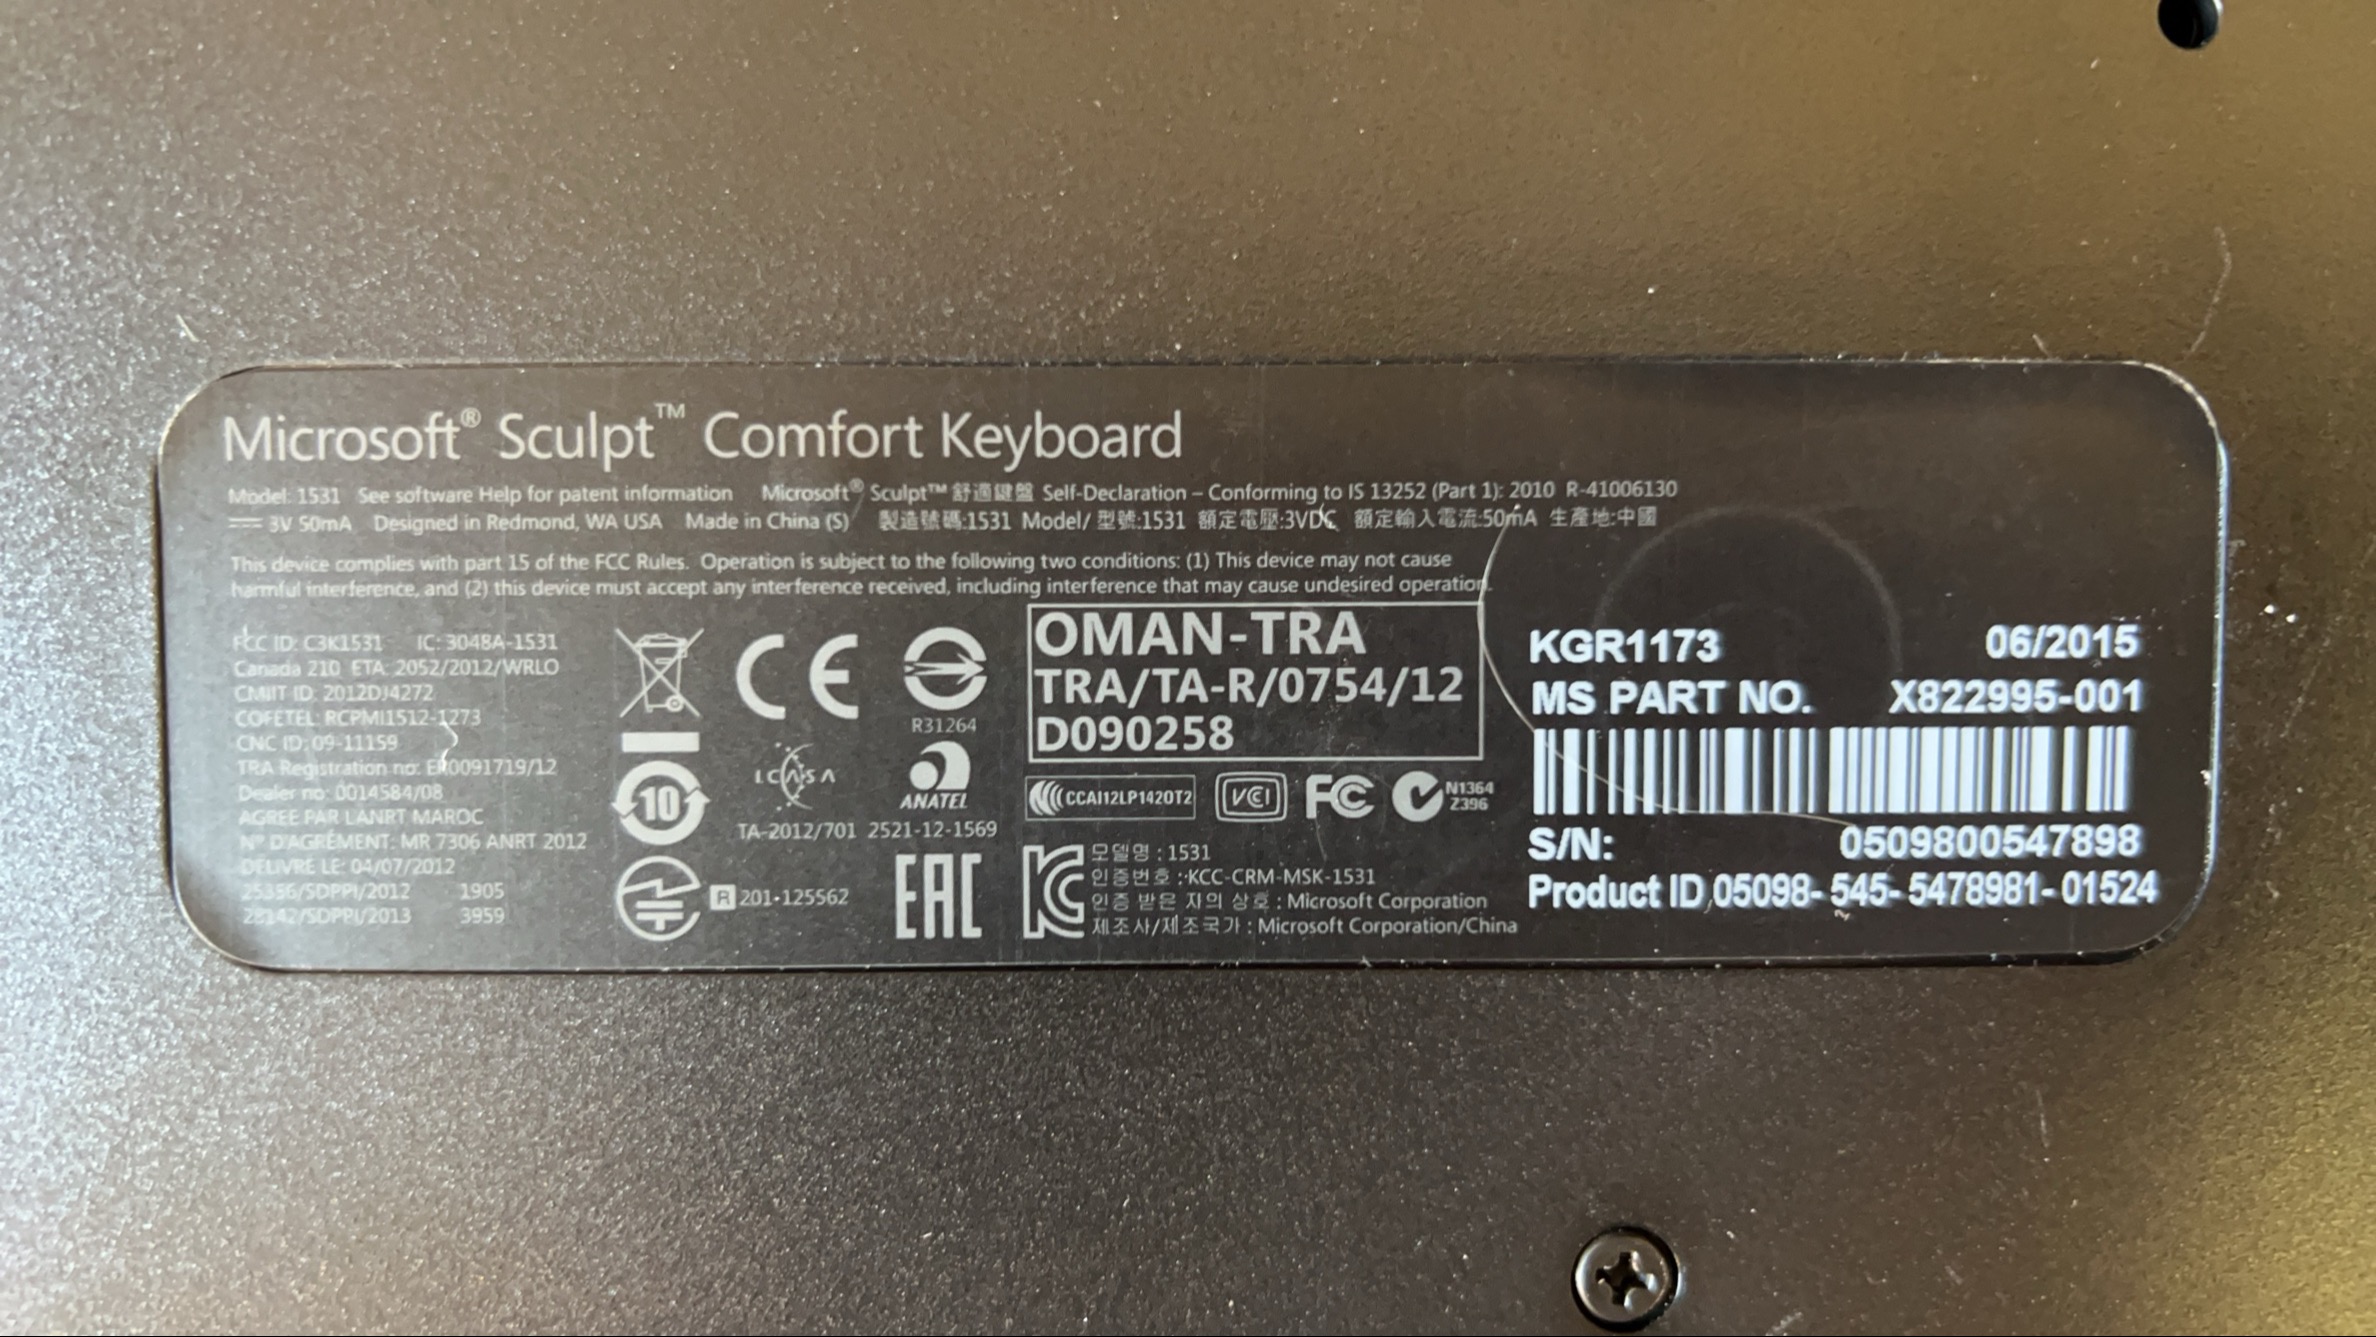 Microsoft® Sculpt™ Comfort Keyboard
Model: 1531 See software Help for patent information Microsoft® Sculpt™ 舒適鍵盤 Self-Declaration – Conforming to IS 13252 (Part 1): 2010 R-41006130
3V 50mA Designed in Redmond, WA USA Made in China (S) 製造號碼:1531 Model/ 型號:1531 額定電壓:3VDC 額定輸入電流:50mA 生產地:中國
This device complies with part 15 of the FCC Rules. Operation is subject to the following two conditions: (1) This device may not cause
harmful interference, and (2) this device must accept any interference received, including interference that may cause undesired operation.
FCC ID: C3K1531 IC: 3048A-1531
Canada 210 ETA: 2052/2012/WRLO
CMIIT ID: 2012DJ4272
COFETEL: RCPMI1512-1273
CNC ID: 09-11159
TRA Registration no: ER0091719/12
Dealer no: 0014584/08
AGREE PAR L'ANRT MAROC
N° D'AGRÉMENT: MR 7306 ANRT 2012
DELIVRE LE: 04/07/2012
25356/SDPPI/2012 1905
28142/SDPPI/2013 3959
CE
R31264
10
ICASA
ANATEL
TA-2012/701 2521-12-1569
R 201-125562
EAC
OMAN-TRA
TRA/TA-R/0754/12
D090258
CCAI12LP1420T2
VCI
FC
N1364
Z396
모델명 : 1531
인증번호 : KCC-CRM-MSK-1531
인증 받은 자의 상호 : Microsoft Corporation
제조사/제조국가 : Microsoft Corporation/China
KGR1173 06/2015
MS PART NO. X822995-001
S/N: 0509800547898
Product ID 05098-545-5478981-01524